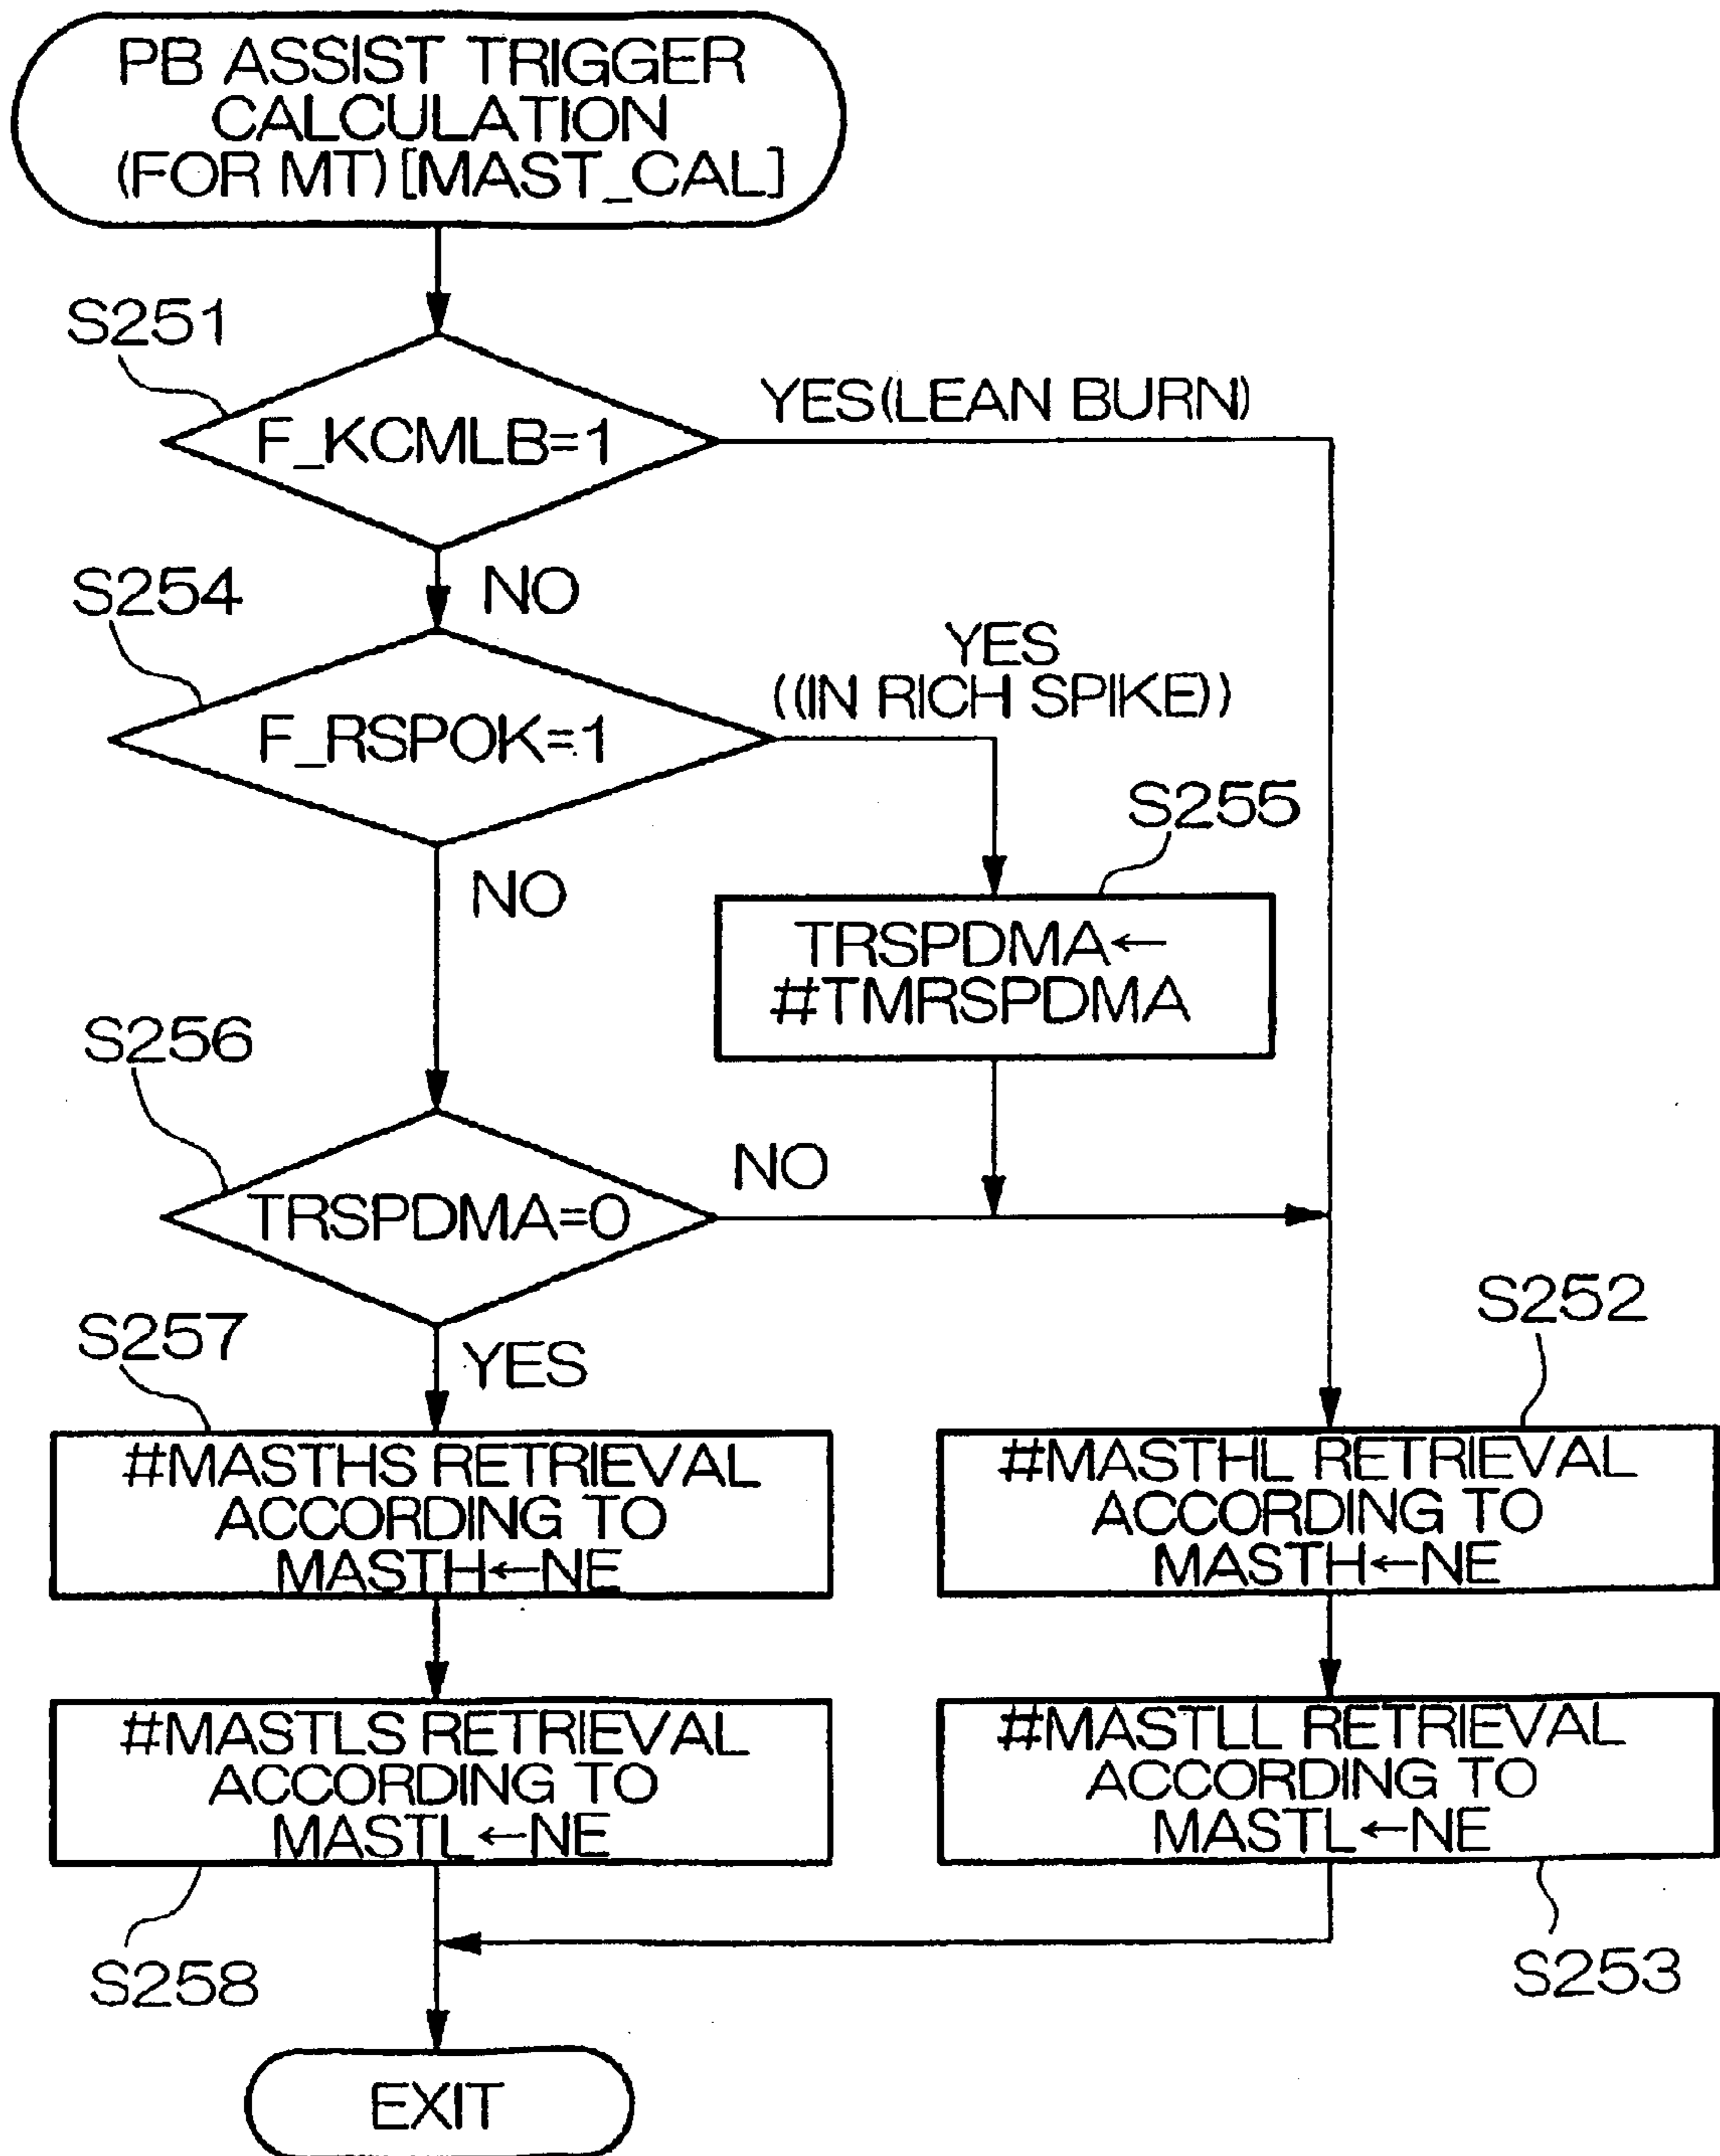 PB ASSIST TRIGGER
CALCULATION
(FOR MT) [MAST_CAL]
S251
F_KCMLB=1
YES(LEAN BURN)
NO
S254
F_RSPOK=1
YES
((IN RICH SPIKE))
NO
S255
TRSPDMA←
#TMRSPDMA
S256
TRSPDMA=0
NO
YES
S257
#MASTHS RETRIEVAL
ACCORDING TO
MASTH←NE
S252
#MASTHL RETRIEVAL
ACCORDING TO
MASTH←NE
#MASTLS RETRIEVAL
ACCORDING TO
MASTL←NE
S258
#MASTLL RETRIEVAL
ACCORDING TO
MASTL←NE
S253
EXIT